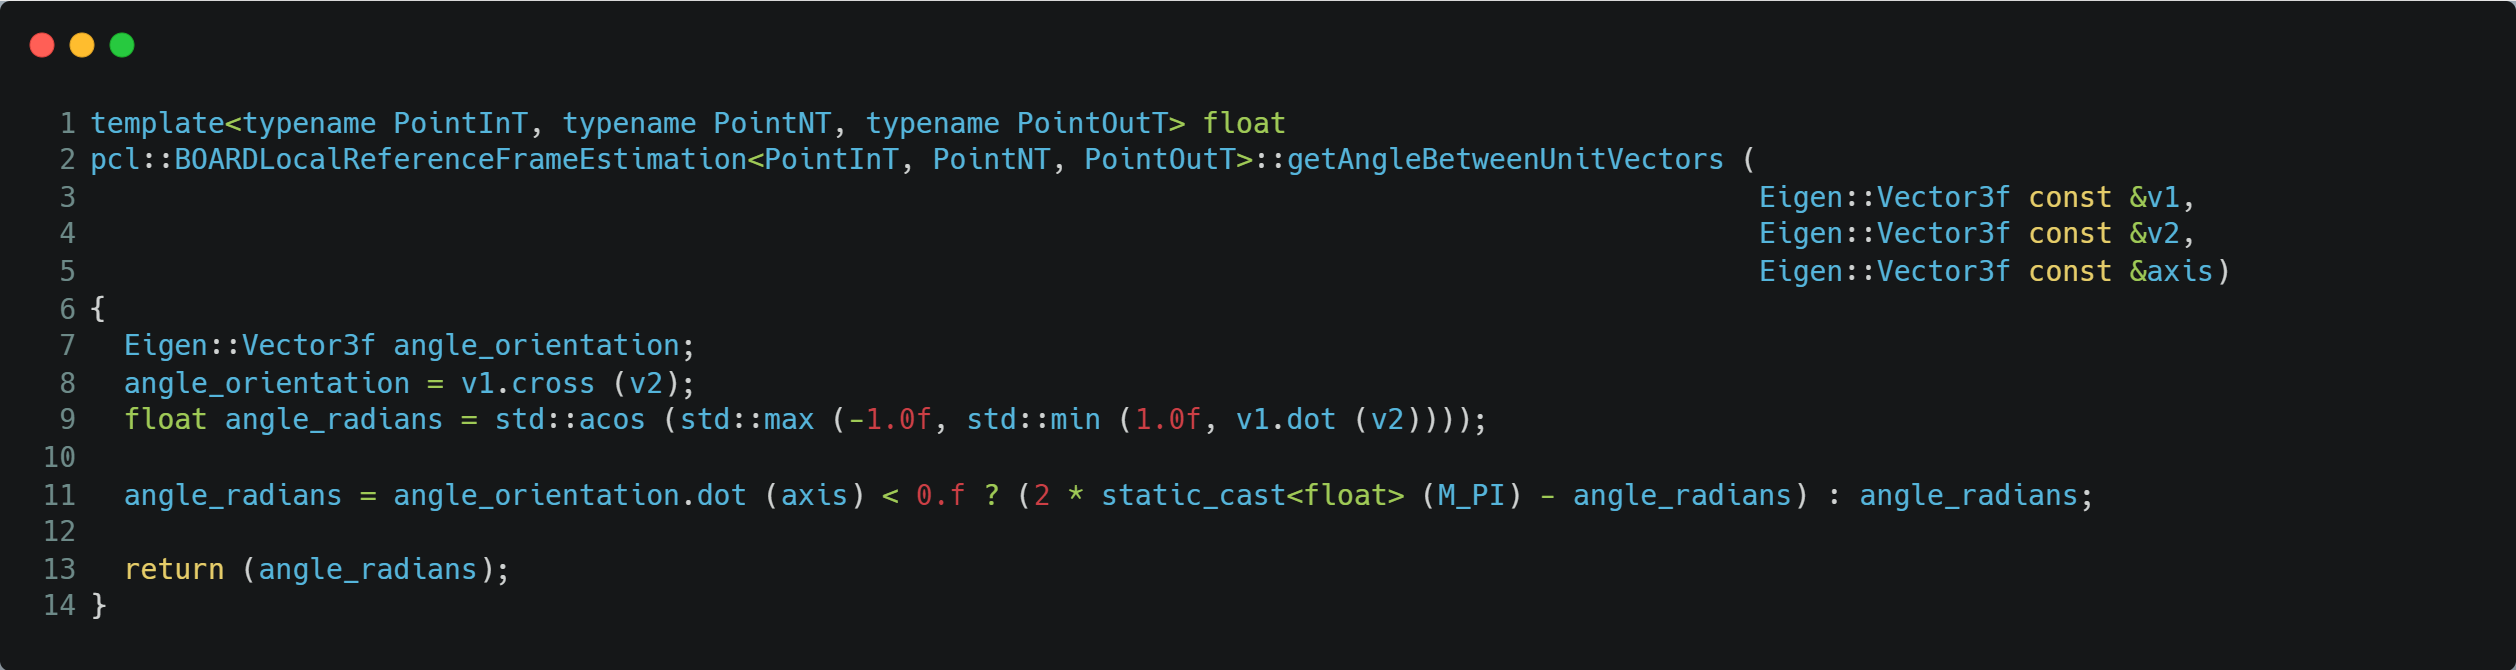 1 template<typename PointInT, typename PointNT, typename PointOutT> float
2 pcl::BOARDLocalReferenceFrameEstimation<PointInT, PointNT, PointOutT>::getAngleBetweenUnitVectors (
3 Eigen::Vector3f const &v1,
4 Eigen::Vector3f const &v2,
5 Eigen::Vector3f const &axis)
6 {
7   Eigen::Vector3f angle_orientation;
8   angle_orientation = v1.cross (v2);
9   float angle_radians = std::acos (std::max (-1.0f, std::min (1.0f, v1.dot (v2))));
10
11   angle_radians = angle_orientation.dot (axis) < 0.f ? (2 * static_cast<float> (M_PI) - angle_radians) : angle_radians;
12
13   return (angle_radians);
14 }